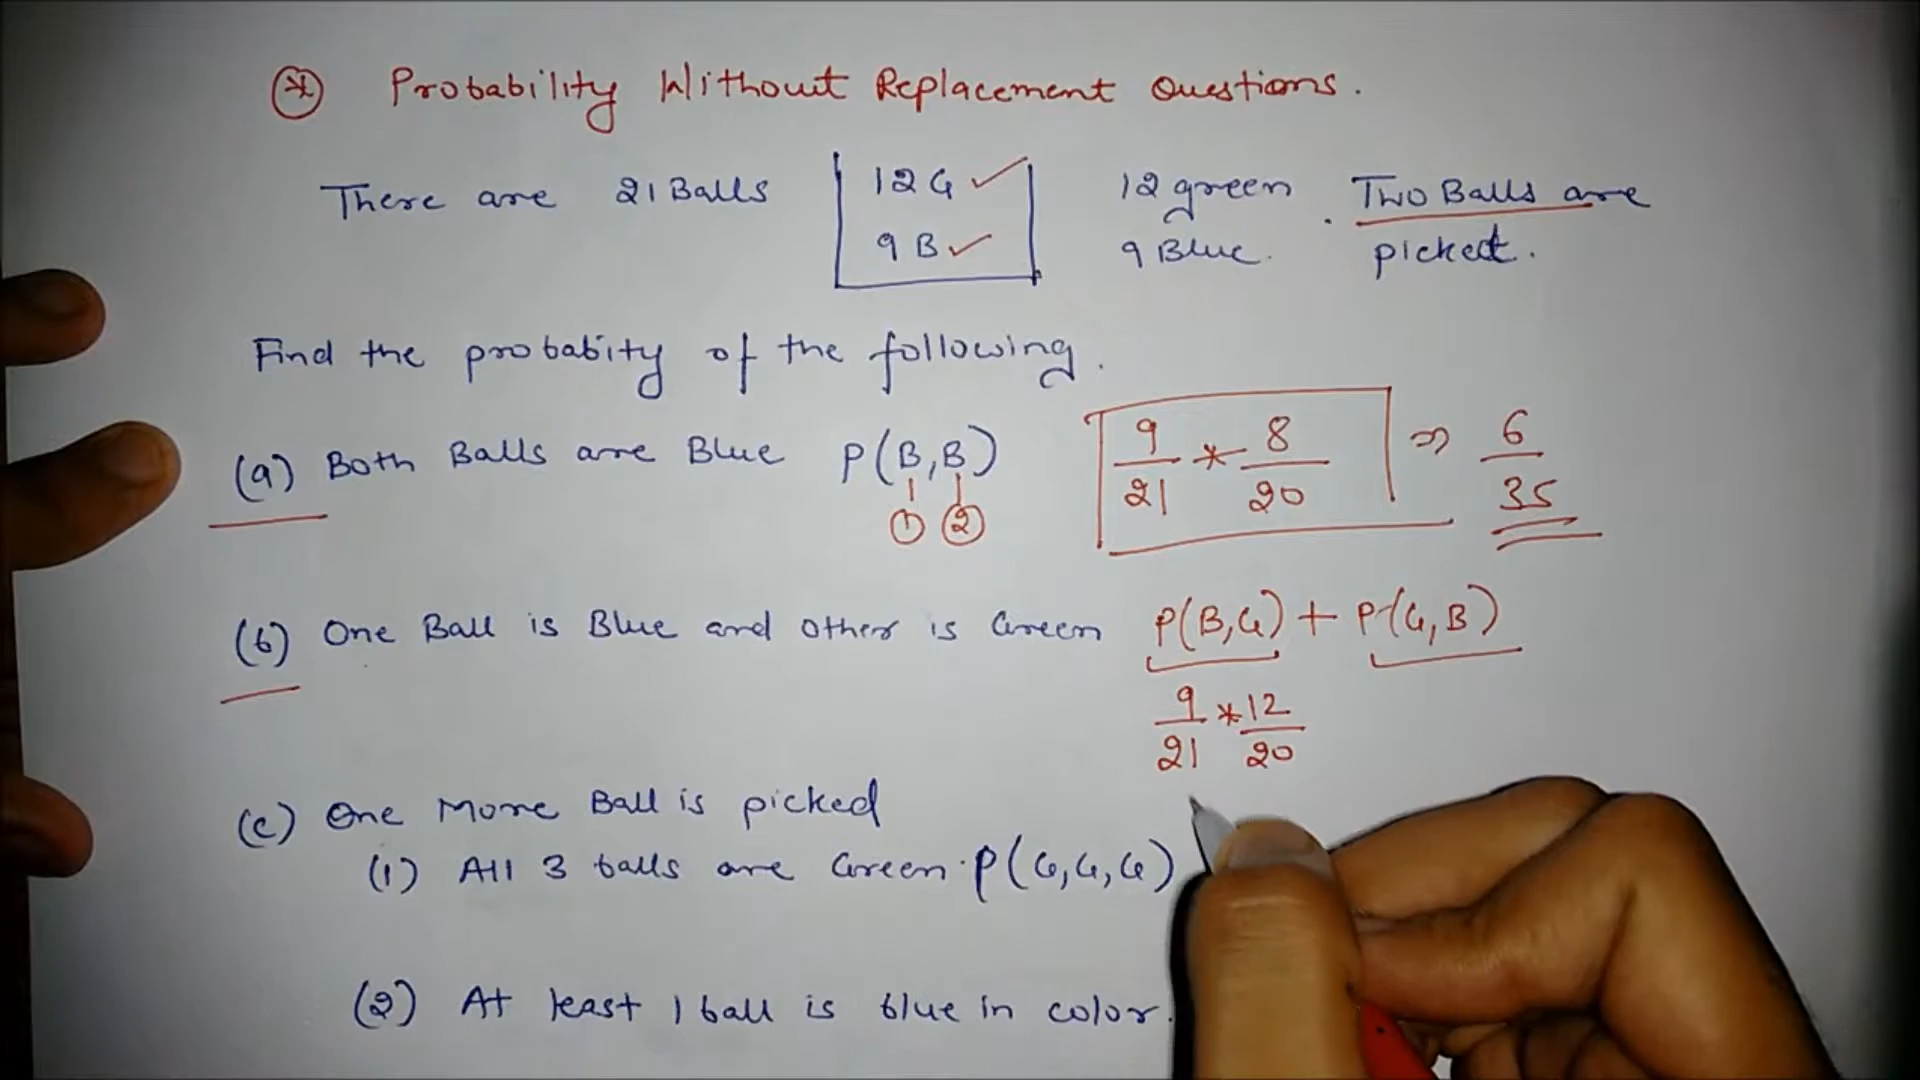 * Probability Without Replacement Questions.
There are 21 Balls 12G ✓ 12 green . Two Balls are
9B ✓ 9 Blue. picked.
Find the probabity of the following.
(a) Both Balls are Blue P(B,B) 9/21 * 8/20 ⇒ 6/35
① ②
(b) One Ball is Blue and Other is Green P(B,G) + P(G,B)
9/21 * 12/20
(c) One More Ball is picked
(1) All 3 balls are Green. P(G,G,G)
(2) At least 1 ball is blue in color.